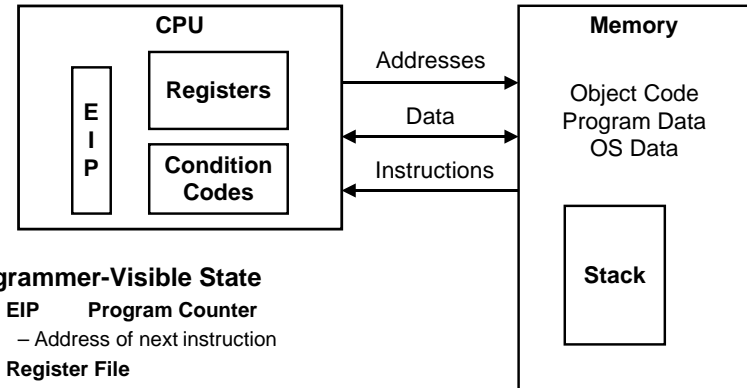 CPU
Memory
Addresses
Registers
Object Code
Program Data
OS Data
E
I
P
Data
Condition
Codes
Instructions
Stack
grammer-Visible State
EIP Program Counter
– Address of next instruction
Register File